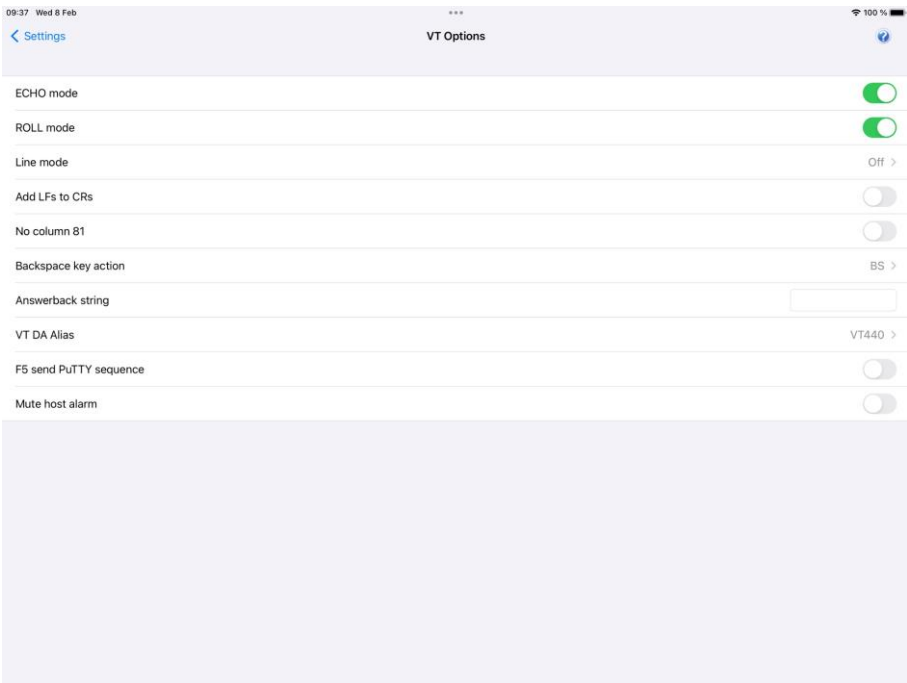 09:37 Wed 8 Feb
100 %
Settings
VT Options
?
ECHO mode
ROLL mode
Line mode Off
Add LFs to CRs
No column 81
Backspace key action BS
Answerback string
VT DA Alias VT440
F5 send PuTTY sequence
Mute host alarm